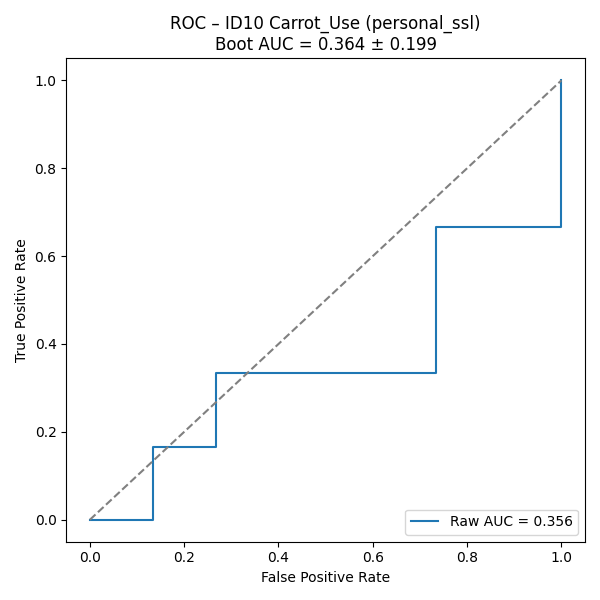 ROC – ID10 Carrot_Use (personal_ssl)
Boot AUC = 0.364 ± 0.199
1.0
0.8
0.6
0.4
0.2
0.0
True Positive Rate
Raw AUC = 0.356
0.0 0.2 0.4 0.6 0.8 1.0
False Positive Rate